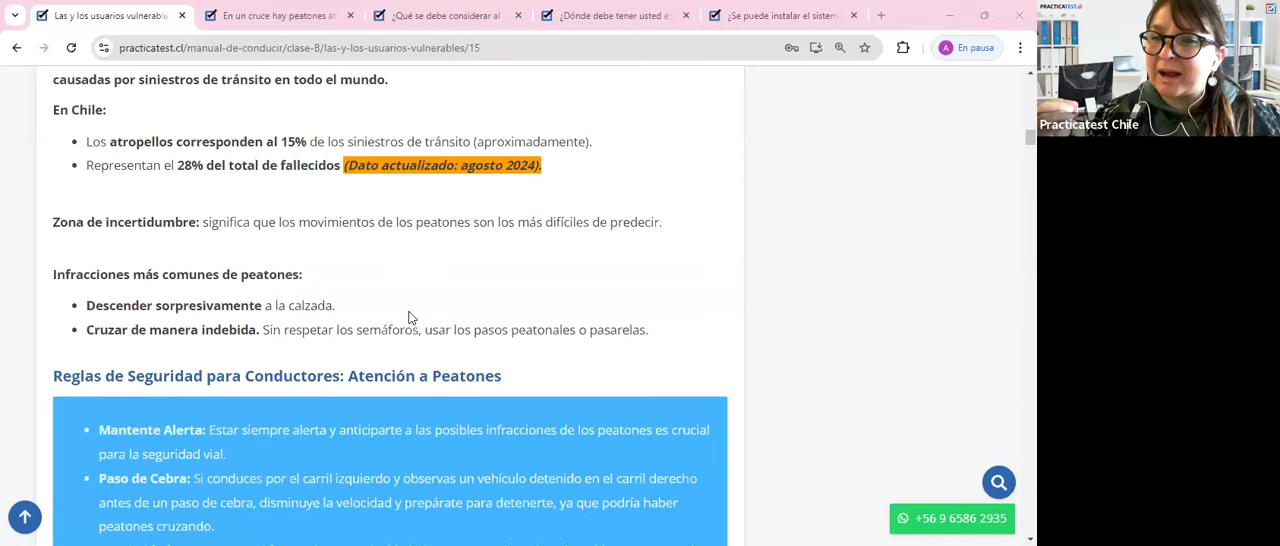 Las y los usuarios vulnerable
En un cruce hay peatones at
¿Qué se debe considerar al
¿Dónde debe tener usted es
¿Se puede instalar el sistem
practicatest.cl/manual-de-conducir/clase-B/las-y-los-usuarios-vulnerables/15
A En pausa
PRACTICATEST.cl
Practicatest Chile
causadas por siniestros de tránsito en todo el mundo.
En Chile:
• Los atropellos corresponden al 15% de los siniestros de tránsito (aproximadamente).
• Representan el 28% del total de fallecidos (Dato actualizado: agosto 2024).
Zona de incertidumbre: significa que los movimientos de los peatones son los más difíciles de predecir.
Infracciones más comunes de peatones:
• Descender sorpresivamente a la calzada.
• Cruzar de manera indebida. Sin respetar los semáforos, usar los pasos peatonales o pasarelas.
Reglas de Seguridad para Conductores: Atención a Peatones
• Mantente Alerta: Estar siempre alerta y anticiparte a las posibles infracciones de los peatones es crucial
para la seguridad vial.
• Paso de Cebra: Si conduces por el carril izquierdo y observas un vehículo detenido en el carril derecho
antes de un paso de cebra, disminuye la velocidad y prepárate para detenerte, ya que podría haber
peatones cruzando.
+56 9 6586 2935